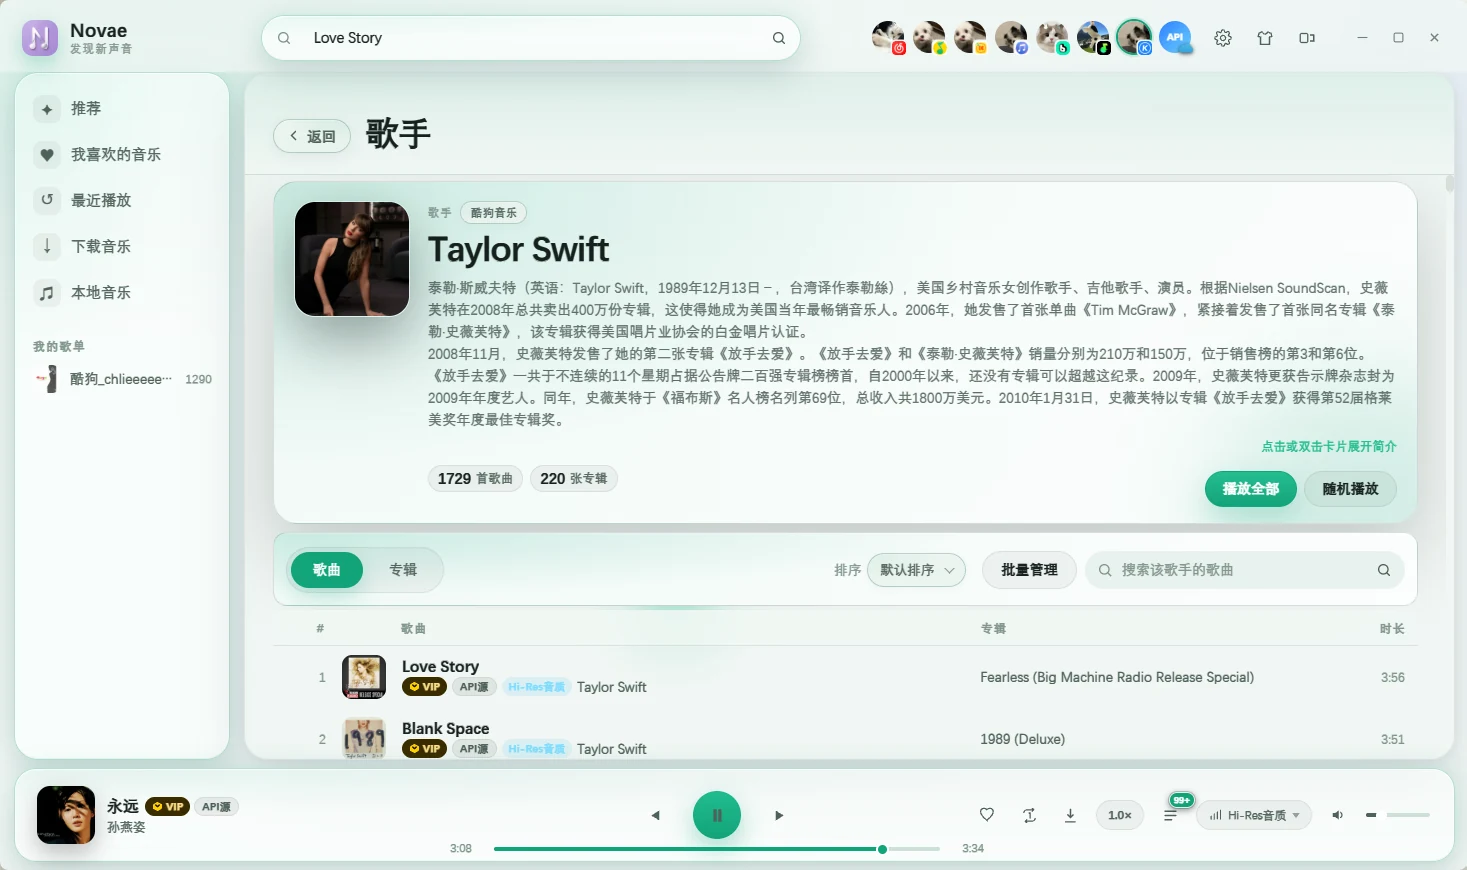 Novae
发现新声音
Love Story
API
推荐
我喜欢的音乐
最近播放
下载音乐
本地音乐
我的歌单
酷狗_chlieeeee··· 1290
返回
歌手
歌手 酷狗音乐
Taylor Swift
泰勒·斯威夫特（英语：Taylor Swift，1989年12月13日－，台湾译作泰勒絲），美国乡村音乐女创作歌手、吉他歌手、演员。根据Nielsen SoundScan，史薇
芙特在2008年总共卖出400万份专辑，这使得她成为美国当年最畅销音乐人。2006年，她发售了首张单曲《Tim McGraw》，紧接着发售了首张同名专辑《泰
勒·史薇芙特》，该专辑获得美国唱片业协会的白金唱片认证。
2008年11月，史薇芙特发售了她的第二张专辑《放手去爱》。《放手去爱》和《泰勒·史薇芙特》销量分别为210万和150万，位于销售榜的第3和第6位。
《放手去爱》一共于不连续的11个星期占据公告牌二百强专辑榜榜首，自2000年以来，还没有专辑可以超越这纪录。2009年，史薇芙特更获告示牌杂志封为
2009年年度艺人。同年，史薇芙特于《福布斯》名人榜名列第69位，总收入共1800万美元。2010年1月31日，史薇芙特以专辑《放手去爱》获得第52届格莱
美奖年度最佳专辑奖。
点击或双击卡片展开简介
1729 首歌曲 220 张专辑
播放全部 随机播放
歌曲 专辑 排序 默认排序 批量管理 搜索该歌手的歌曲
# 歌曲 专辑 时长
1 Love Story Fearless (Big Machine Radio Release Special) 3:56
VIP API源 Hi-Res音质 Taylor Swift
2 Blank Space 1989 (Deluxe) 3:51
VIP API源 Hi-Res音质 Taylor Swift
永远 VIP API源
孙燕姿
1.0× 99+ Hi-Res音质
3:08 3:34